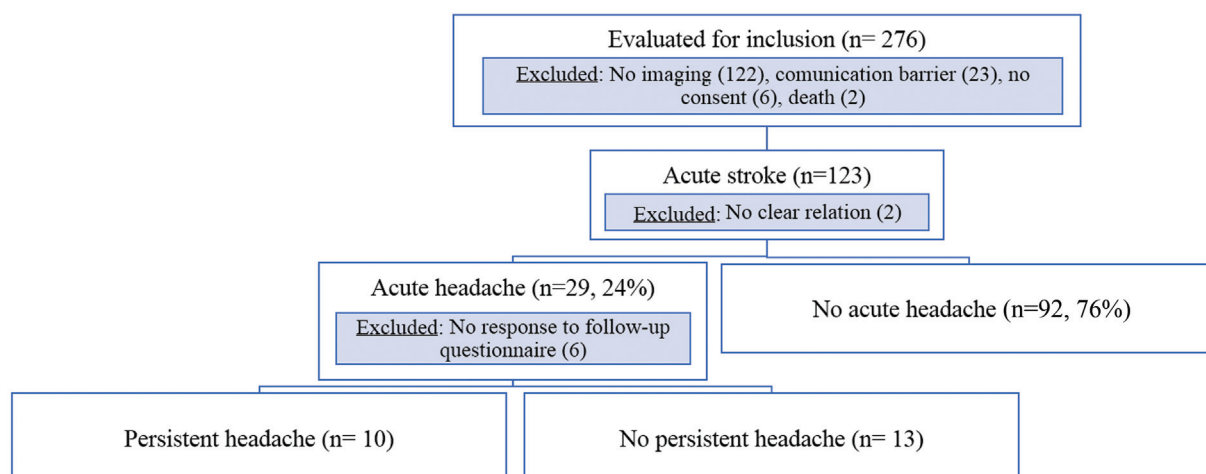 Evaluated for inclusion (n= 276)
Excluded: No imaging (122), comunication barrier (23), no
consent (6), death (2)
Acute stroke (n=123)
Excluded: No clear relation (2)
Acute headache (n=29, 24%)
Excluded: No response to follow-up
questionnaire (6)
No acute headache (n=92, 76%)
Persistent headache (n= 10)
No persistent headache (n= 13)